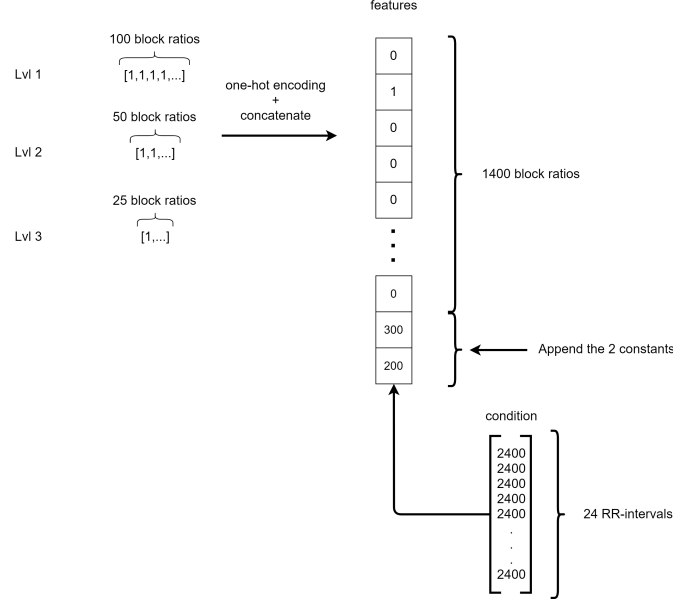 features
100 block ratios
Lvl 1
[1,1,1,1,...]
one-hot encoding
+
concatenate
50 block ratios
Lvl 2
[1,1,...]
25 block ratios
Lvl 3
[1,...]
0
1
0
0
0
0
300
200
1400 block ratios
Append the 2 constants
condition
2400
2400
2400
2400
2400
.
.
.
2400
24 RR-intervals